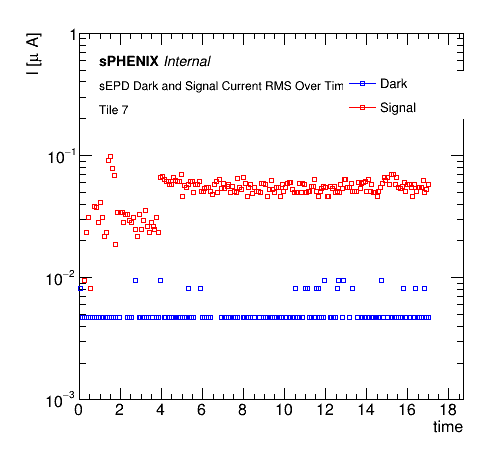 I [μ A]
1
sPHENIX Internal
sEPD Dark and Signal Current RMS Over Tim
Tile 7
Dark
Signal
10⁻¹
10⁻²
10⁻³
0 2 4 6 8 10 12 14 16 18
time